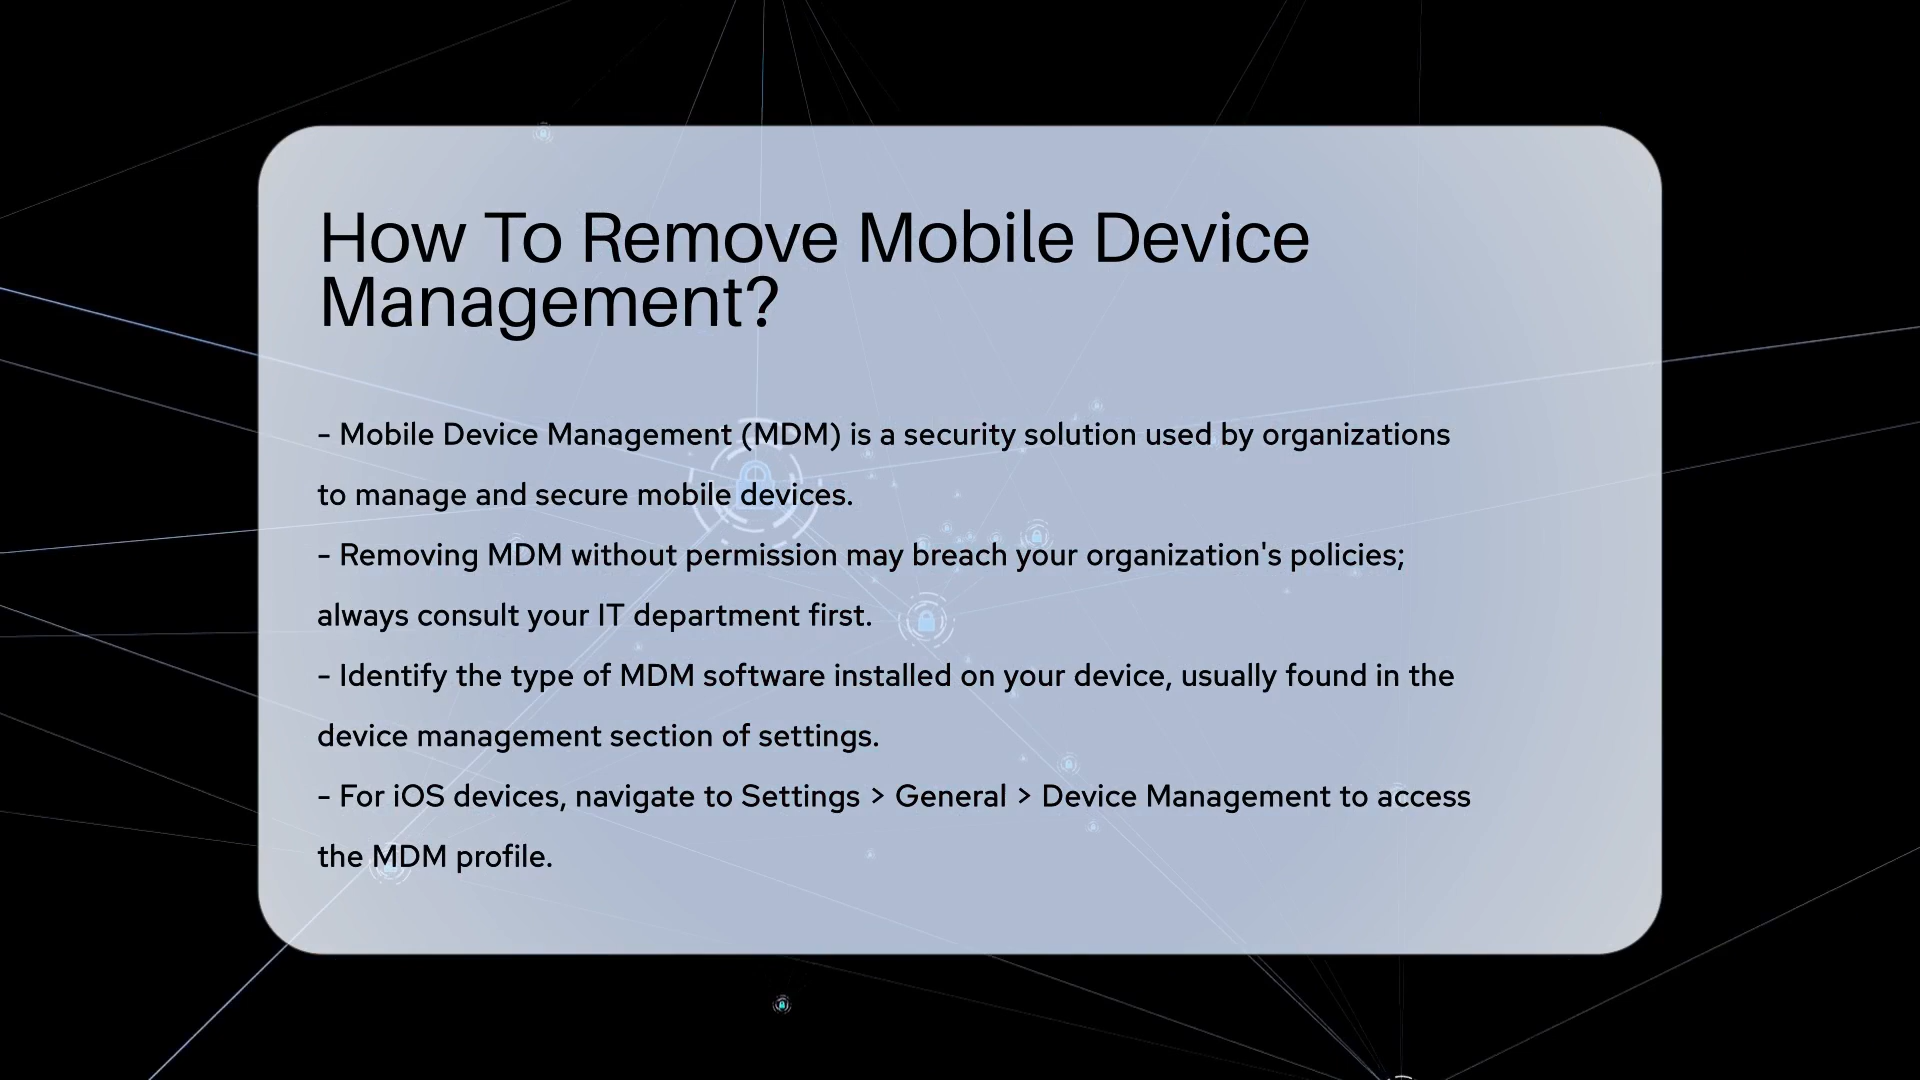 How To Remove Mobile Device
Management?
- Mobile Device Management (MDM) is a security solution used by organizations
to manage and secure mobile devices.
- Removing MDM without permission may breach your organization's policies;
always consult your IT department first.
- Identify the type of MDM software installed on your device, usually found in the
device management section of settings.
- For iOS devices, navigate to Settings > General > Device Management to access
the MDM profile.